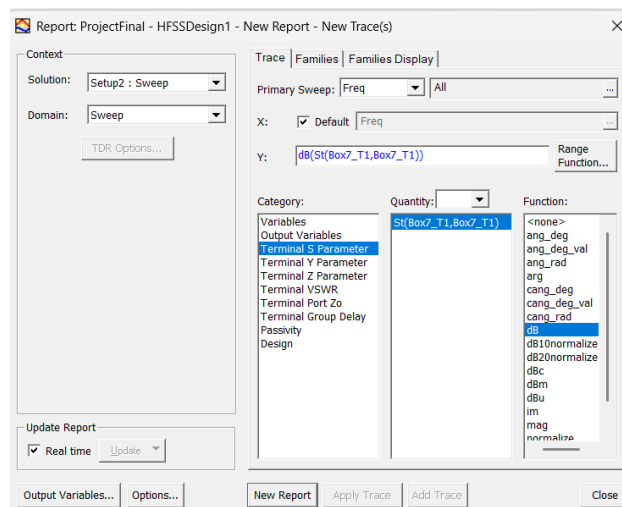 Report: ProjectFinal - HFSSDesign1 - New Report - New Trace(s)
Context
Solution: Setup2 : Sweep
Domain: Sweep
TDR Options...
Update Report
Real time Update
Output Variables... Options...
Trace Families Families Display
Primary Sweep: Freq All ...
X: Default Freq ...
Y: dB(St(Box7_T1,Box7_T1)) Range Function...
Category:
Variables
Output Variables
Terminal S Parameter
Terminal Y Parameter
Terminal Z Parameter
Terminal VSWR
Terminal Port Zo
Terminal Group Delay
Passivity
Design
Quantity:
St(Box7_T1,Box7_T1)
Function:
<none>
ang_deg
ang_deg_val
ang_rad
arg
cang_deg
cang_deg_val
cang_rad
dB
dB10normalize
dB20normalize
dBc
dBm
dBu
im
mag
normalize
New Report Apply Trace Add Trace Close